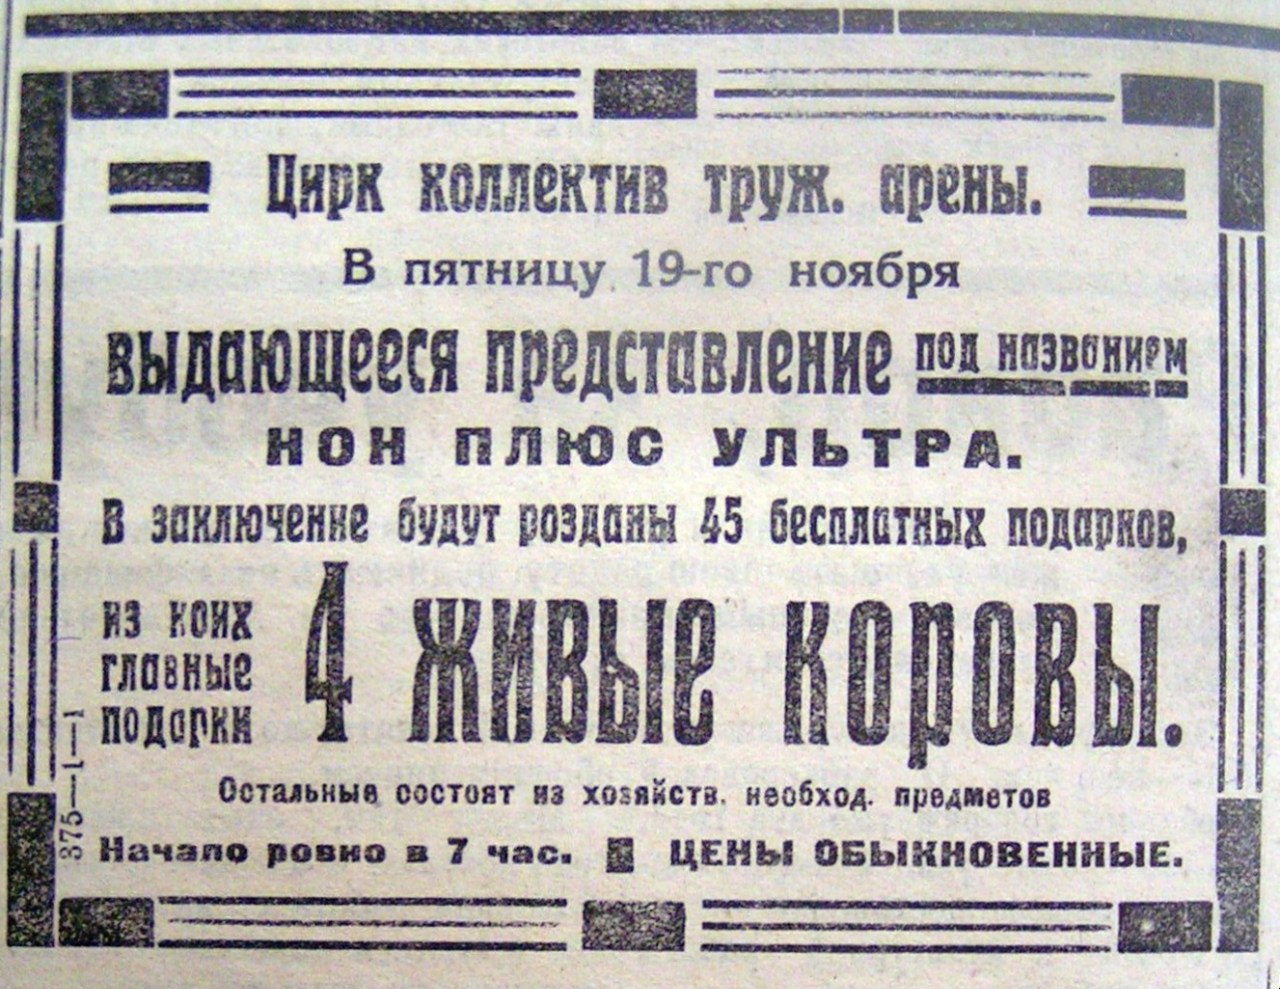 Цирк коллектив труж. арены.
В пятницу 19-го ноября
выдающееся представление под названием
НОН ПЛЮС УЛЬТРА.
В заключение будут розданы 45 бесплатных подарков,
из коих
главные
подарки
4 живые коровы.
Остальные состоят из хозяйств. необход. предметов
Начало ровно в 7 час. ЦЕНЫ ОБЫКНОВЕННЫЕ.
375—1—1